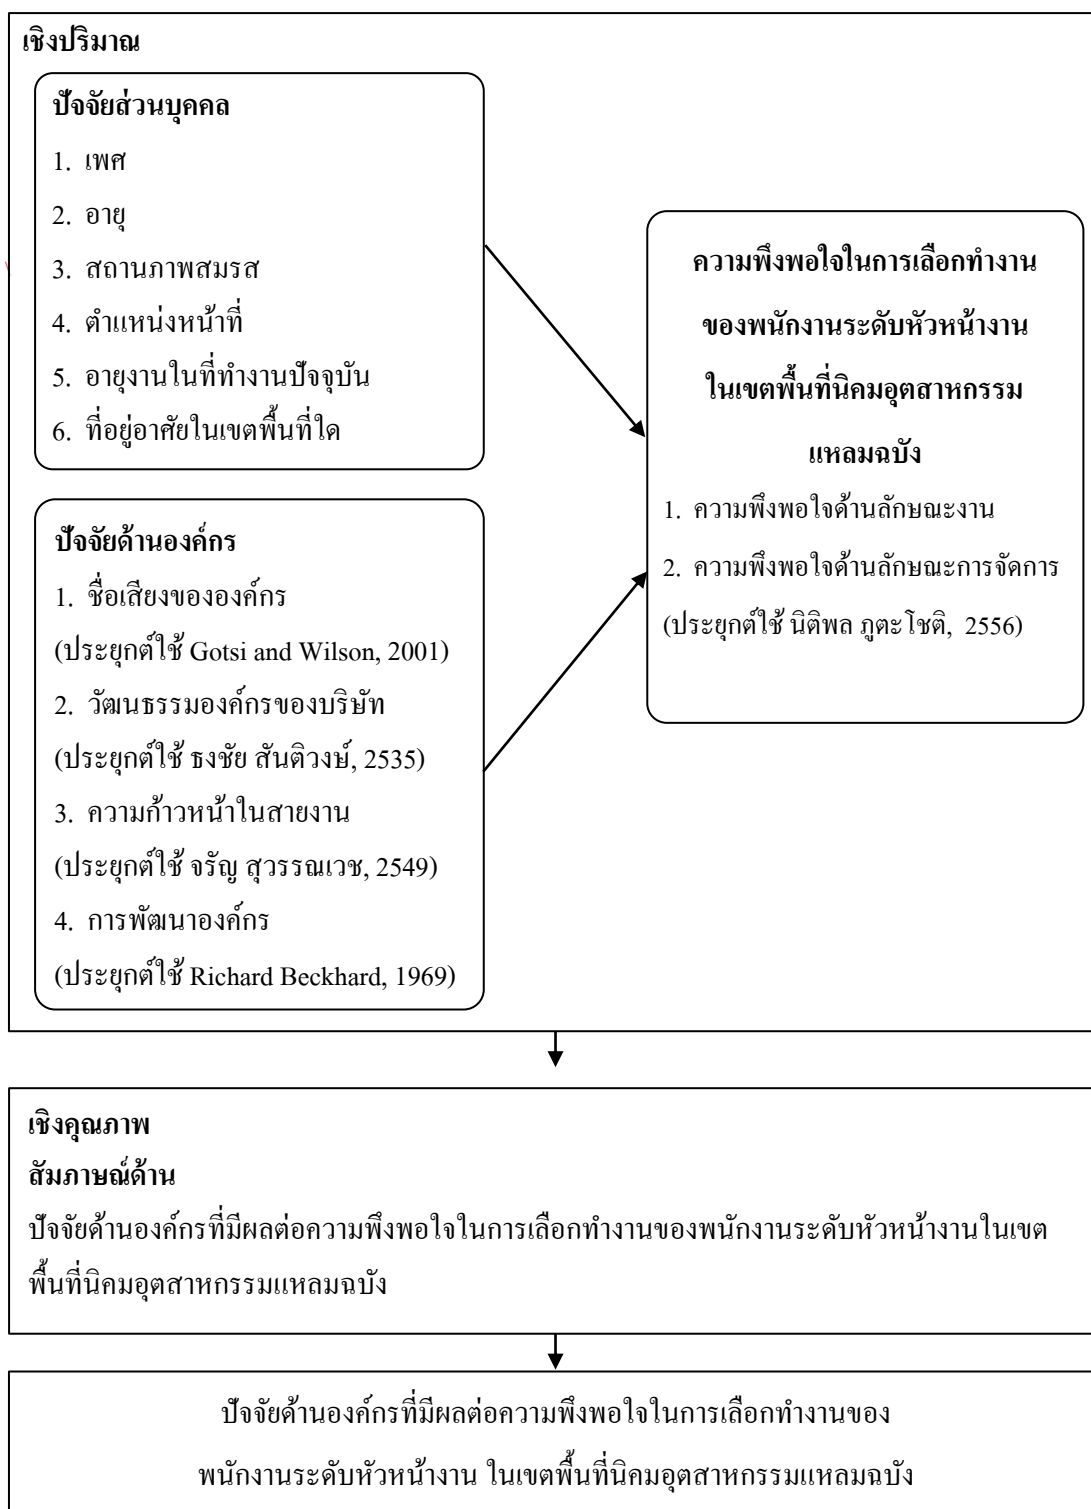 เชิงปริมาณ
ปัจจัยส่วนบุคคล
1. เพศ
2. อายุ
3. สถานภาพสมรส
4. ตำแหน่งหน้าที่
5. อายุงานในที่ทำงานปัจจุบัน
6. ที่อยู่อาศัยในเขตพื้นที่ใด
ปัจจัยด้านองค์กร
1. ชื่อเสียงขององค์กร
(ประยุกต์ใช้ Gotsi and Wilson, 2001)
2. วัฒนธรรมองค์กรของบริษัท
(ประยุกต์ใช้ ธงชัย สันติวงษ์, 2535)
3. ความก้าวหน้าในสายงาน
(ประยุกต์ใช้ จรัญ สุวรรณเวช, 2549)
4. การพัฒนาองค์กร
(ประยุกต์ใช้ Richard Beckhard, 1969)
ความพึงพอใจในการเลือกทำงาน
ของพนักงานระดับหัวหน้างาน
ในเขตพื้นที่นิคมอุตสาหกรรม
แหลมฉบัง
1. ความพึงพอใจด้านลักษณะงาน
2. ความพึงพอใจด้านลักษณะการจัดการ
(ประยุกต์ใช้ นิติพล ภูตะโชติ, 2556)
เชิงคุณภาพ
สัมภาษณ์ด้าน
ปัจจัยด้านองค์กรที่มีผลต่อความพึงพอใจในการเลือกทำงานของพนักงานระดับหัวหน้างานในเขต
พื้นที่นิคมอุตสาหกรรมแหลมฉบัง
ปัจจัยด้านองค์กรที่มีผลต่อความพึงพอใจในการเลือกทำงานของ
พนักงานระดับหัวหน้างาน ในเขตพื้นที่นิคมอุตสาหกรรมแหลมฉบัง